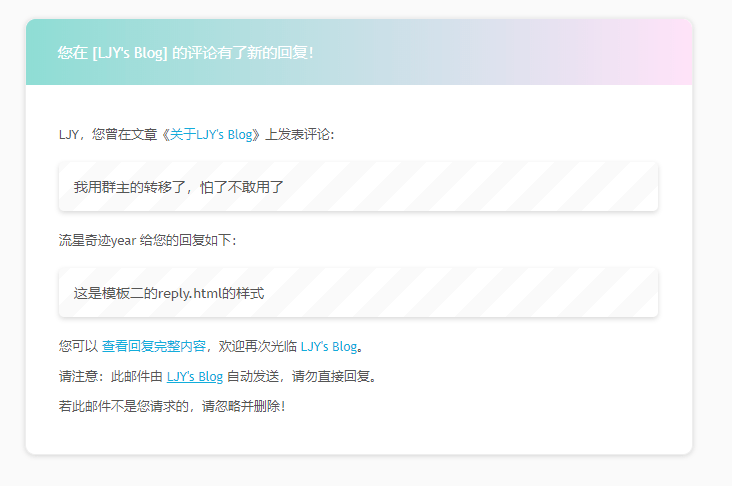 您在 [LJY's Blog] 的评论有了新的回复！
LJY，您曾在文章《关于LJY's Blog》上发表评论：
我用群主的转移了，怕了不敢用了
流星奇迹year 给您的回复如下：
这是模板二的reply.html的样式
您可以 查看回复完整内容，欢迎再次光临 LJY's Blog。
请注意：此邮件由 LJY's Blog 自动发送，请勿直接回复。
若此邮件不是您请求的，请忽略并删除！